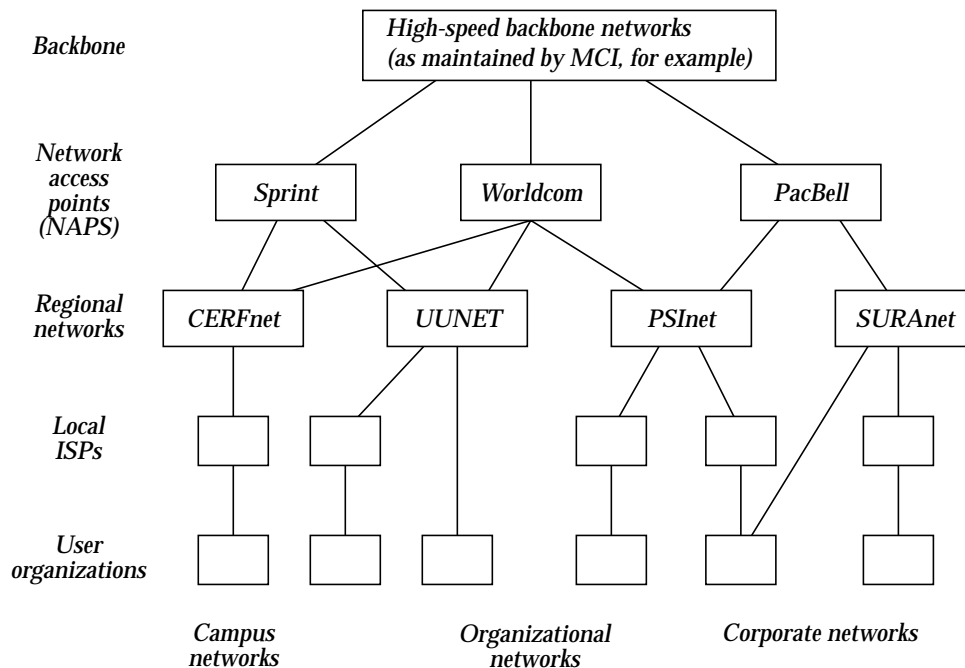 Backbone
High-speed backbone networks
(as maintained by MCI, for example)
Network
access
points
(NAPS)
Sprint
Worldcom
PacBell
Regional
networks
CERFnet
UUNET
PSInet
SURAnet
Local
ISPs
User
organizations
Campus
networks
Organizational
networks
Corporate networks